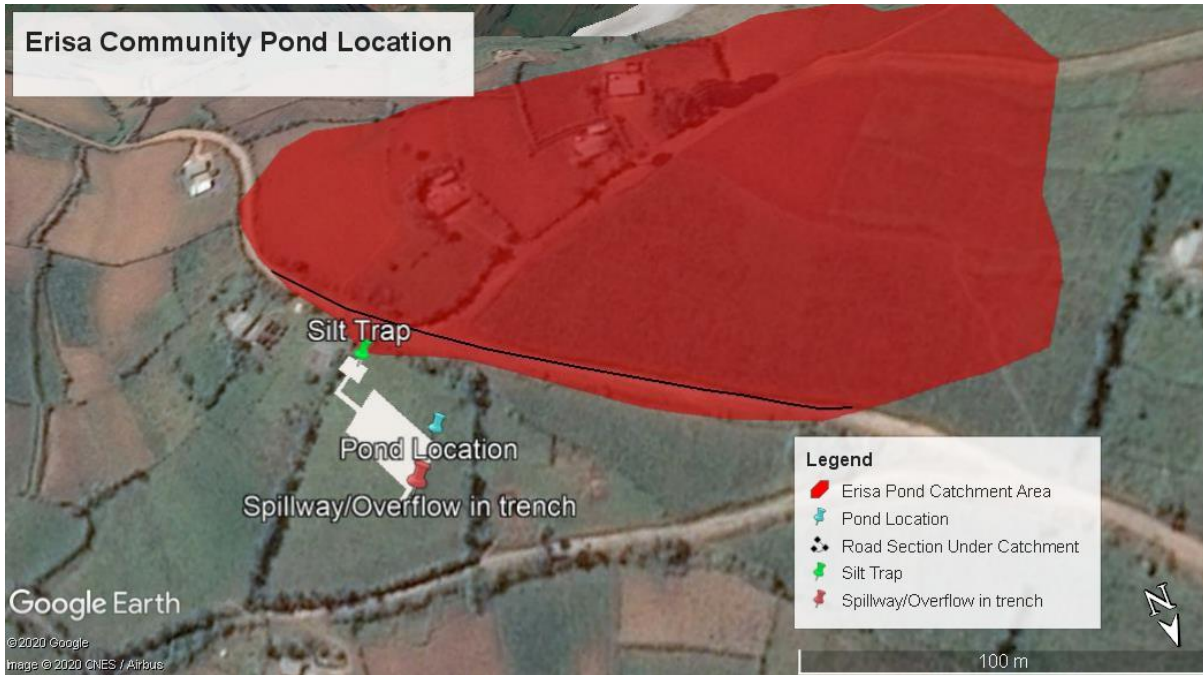 Erisa Community Pond Location
Silt Trap
Pond Location
Spillway/Overflow in trench
Legend
Erisa Pond Catchment Area
Pond Location
Road Section Under Catchment
Silt Trap
Spillway/Overflow in trench
Google Earth
©2020 Google
Image © 2020 CNES / Airbus
N
100 m